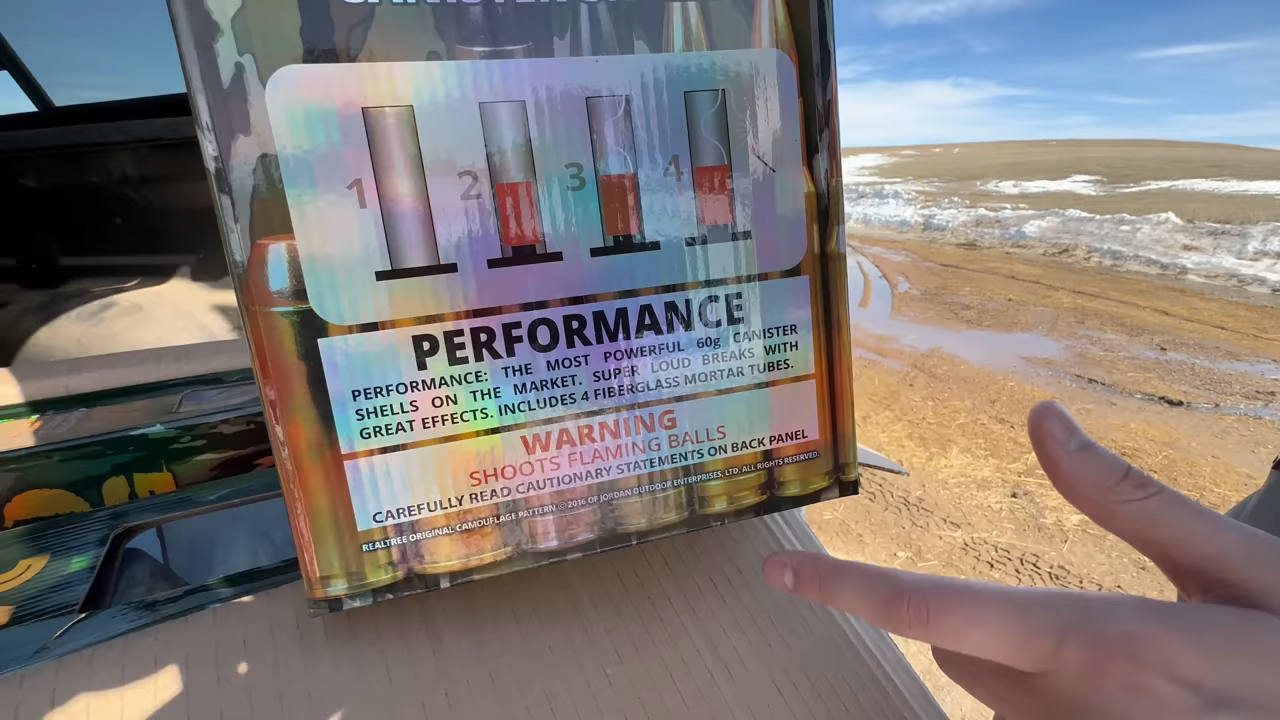 1
2
3
4
PERFORMANCE
PERFORMANCE: THE MOST POWERFUL 60g CANISTER
SHELLS ON THE MARKET. SUPER LOUD BREAKS WITH
GREAT EFFECTS. INCLUDES 4 FIBERGLASS MORTAR TUBES.
WARNING
SHOOTS FLAMING BALLS
CAREFULLY READ CAUTIONARY STATEMENTS ON BACK PANEL
REALTREE ORIGINAL CAMOUFLAGE PATTERN ©2016 OF JORDAN OUTDOOR ENTERPRISES, LTD. ALL RIGHTS RESERVED.